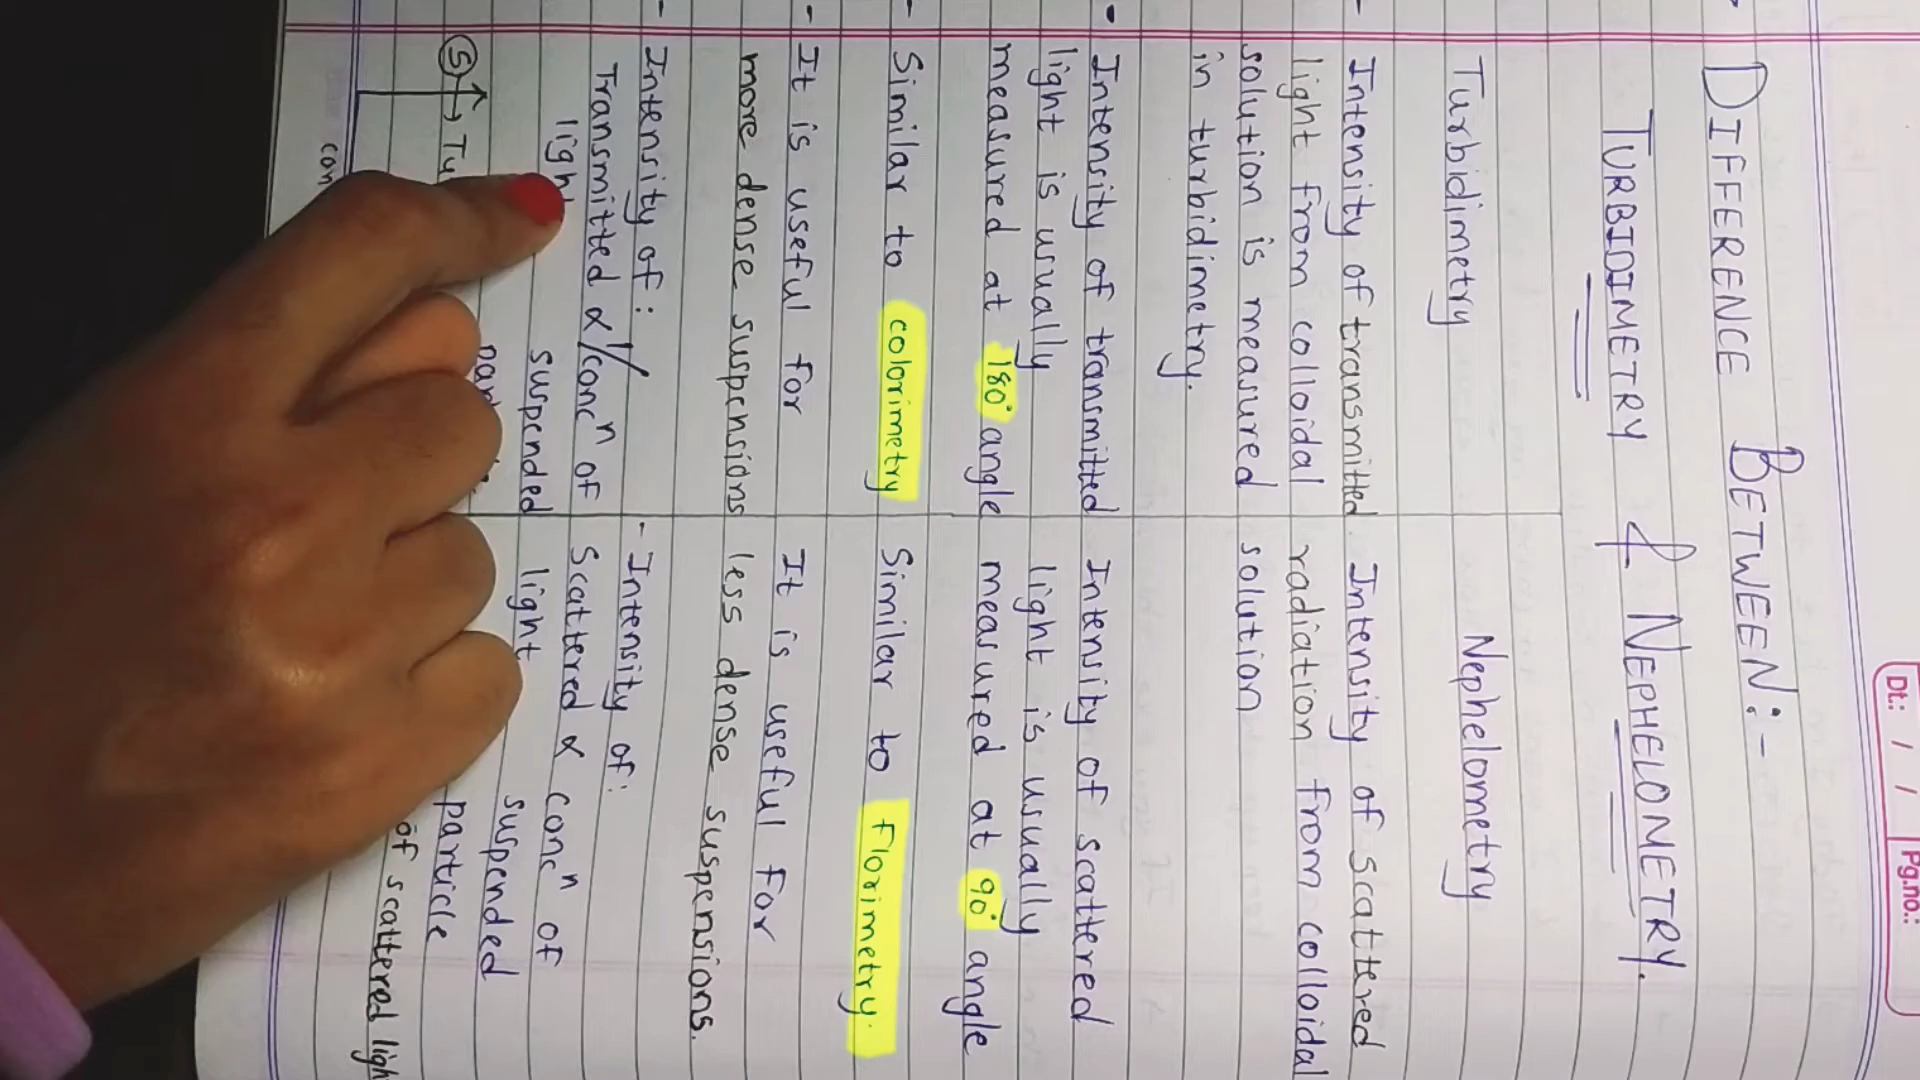 Dt.: / / Pg.no.:
DIFFERENCE BETWEEN:-
TURBIDIMETRY & NEPHELOMETRY.
Turbidimetry
Nephelometry
- Intensity of transmitted
light from colloidal
solution is measured
in turbidimetry.
Intensity of scattered
radiation from colloidal
solution
• Intensity of transmitted
light is usually
measured at 180° angle
Intensity of scattered
light is usually
measured at 90° angle
- Similar to colorimetry
Similar to florimetry.
- It is useful for
more dense suspensions
It is useful for
less dense suspensions.
- Intensity of:
Transmitted α 1/concⁿ of
suspended
- Intensity of:
Scattered α concⁿ of
light suspended
particle
(S) →
of scattered